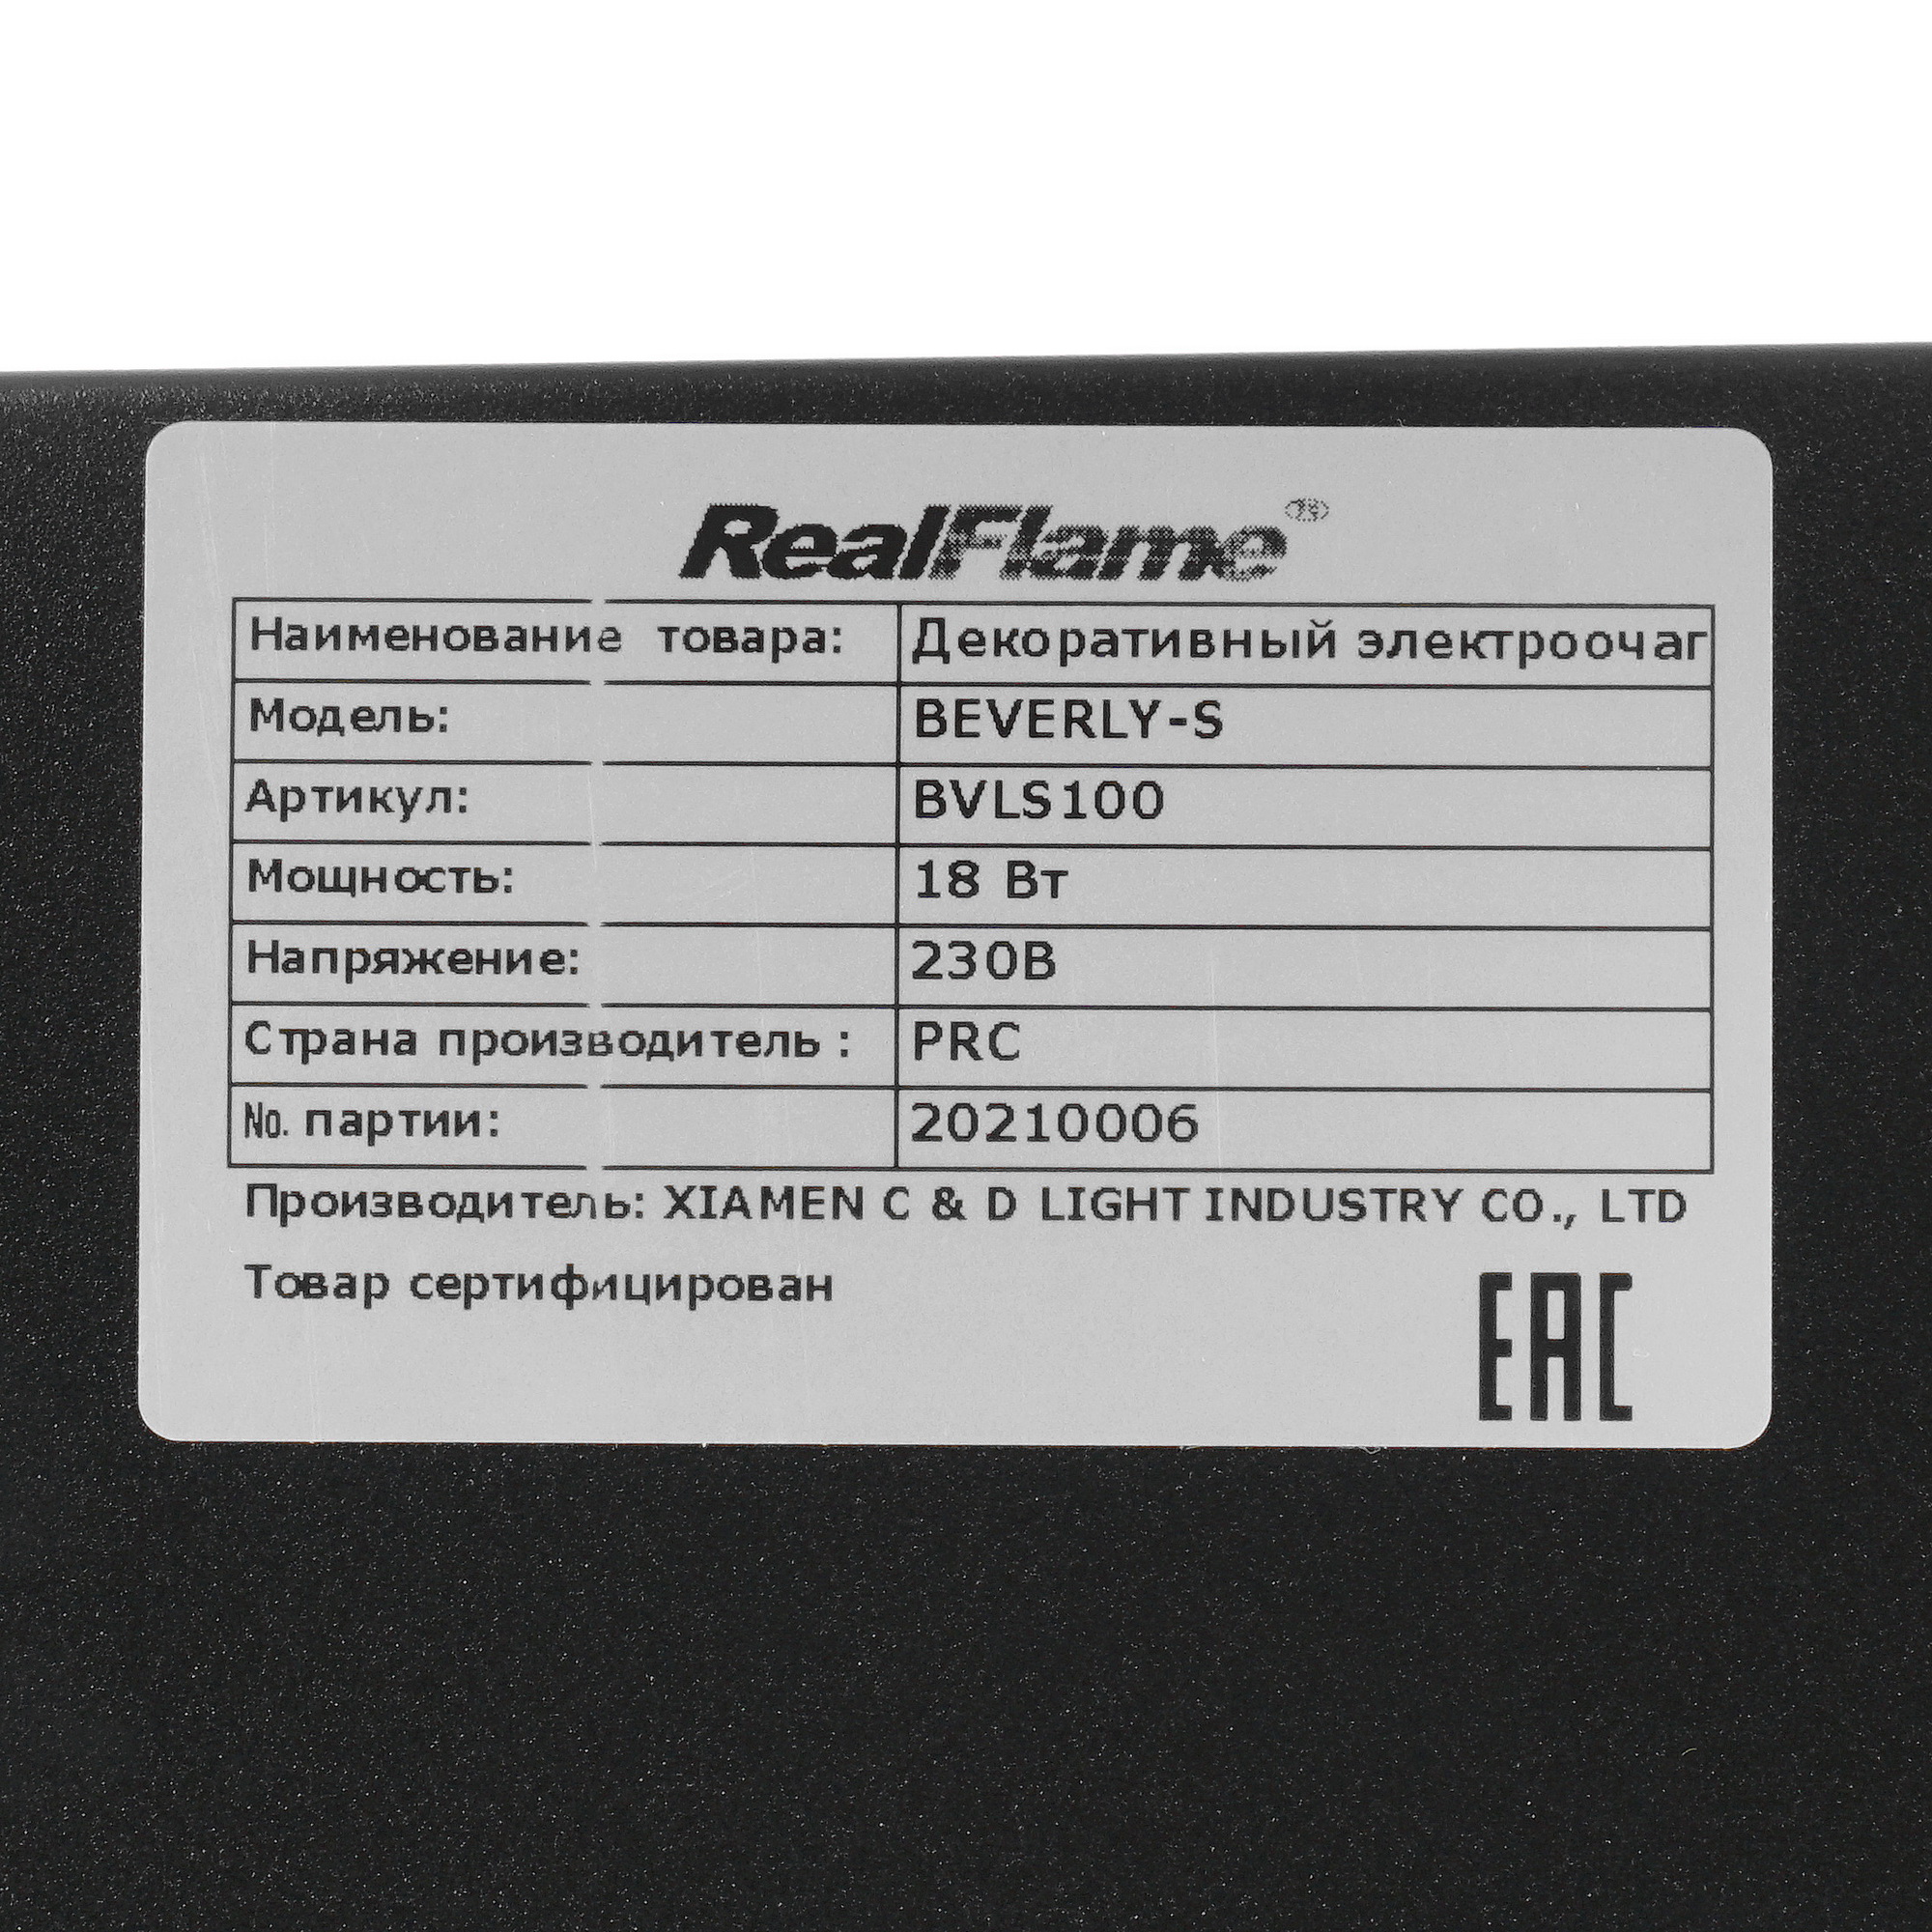 RealFlame®
Наименование товара: Декоративный электроочаг
Модель: BEVERLY-S
Артикул: BVLS100
Мощность: 18 Вт
Напряжение: 230В
Страна производитель : PRC
No. партии: 20210006
Производитель: XIAMEN C & D LIGHT INDUSTRY CO., LTD
Товар сертифицирован
EAC